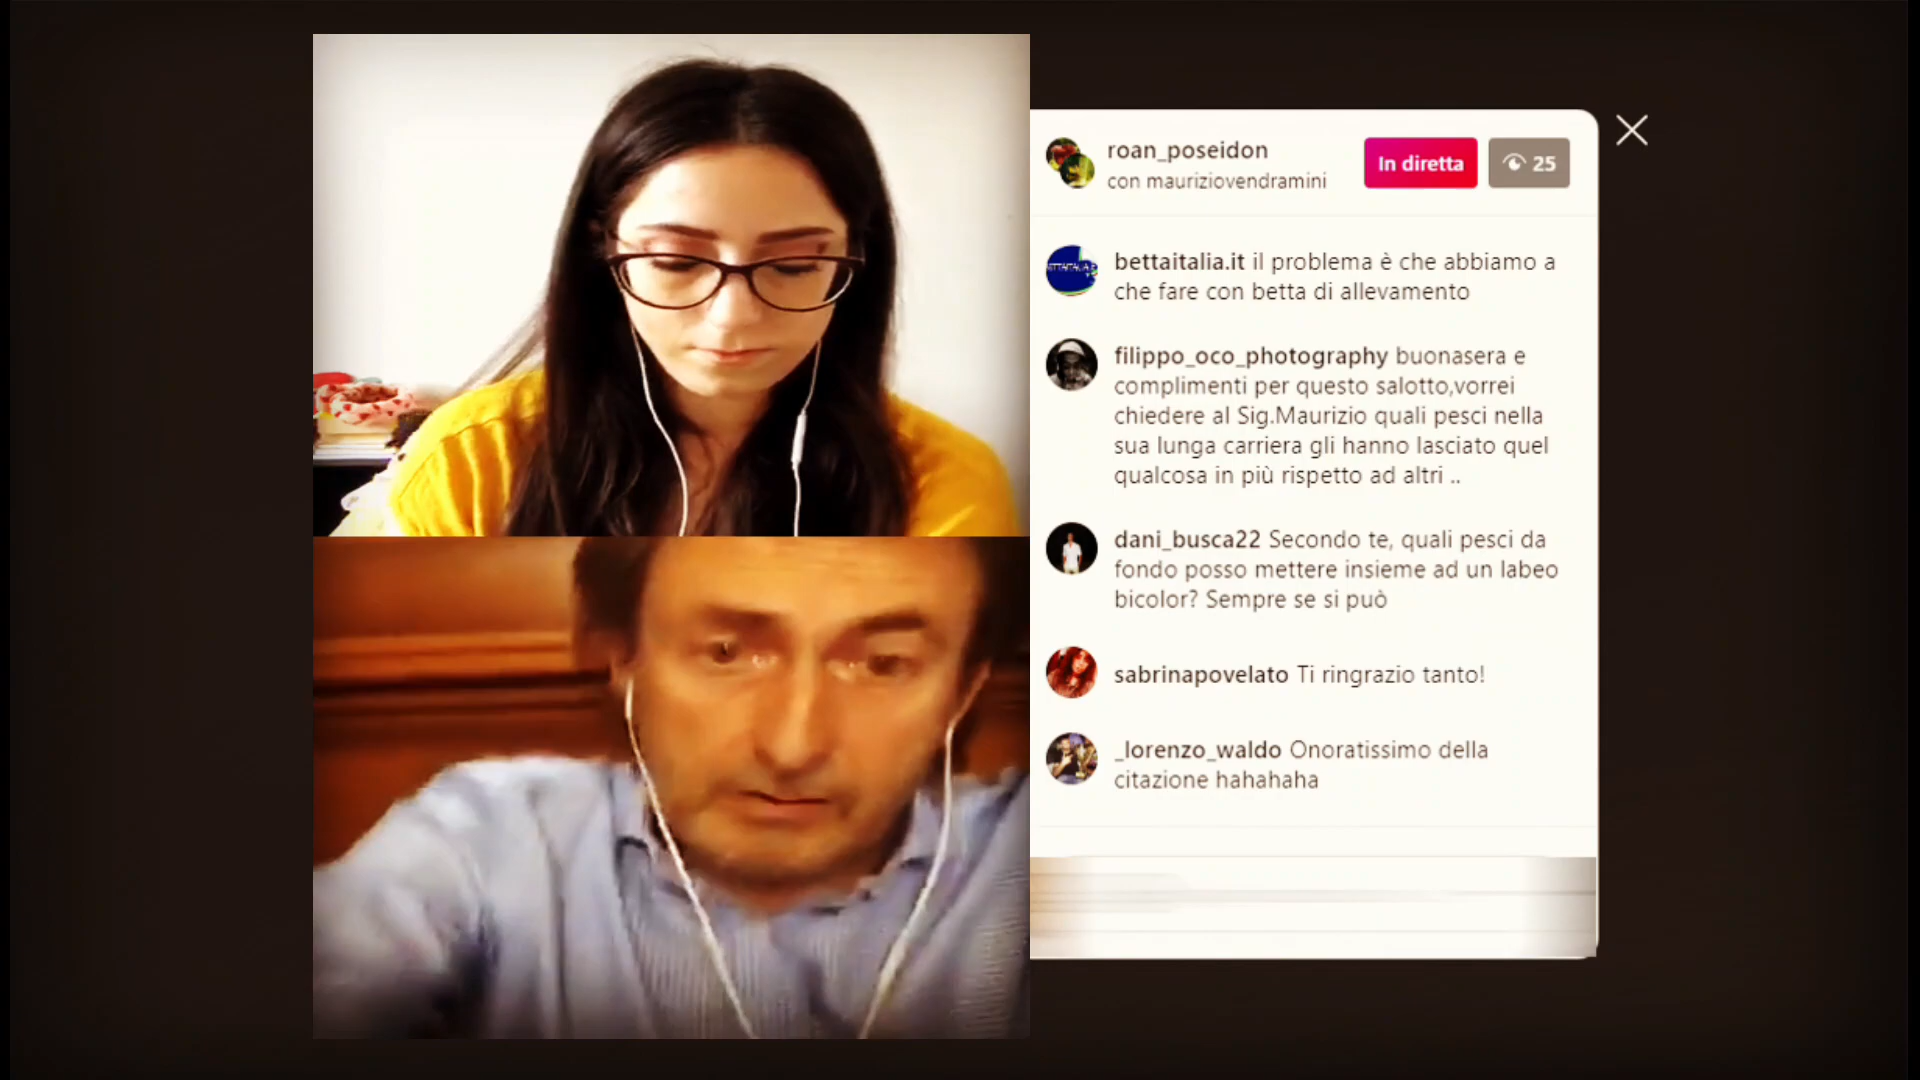 roan_poseidon
con mauriziovendramini
In diretta
25
bettaitalia.it il problema è che abbiamo a
che fare con betta di allevamento
filippo_oco_photography buonasera e
complimenti per questo salotto,vorrei
chiedere al Sig.Maurizio quali pesci nella
sua lunga carriera gli hanno lasciato quel
qualcosa in più rispetto ad altri ..
dani_busca22 Secondo te, quali pesci da
fondo posso mettere insieme ad un labeo
bicolor? Sempre se si può
sabrinapovelato Ti ringrazio tanto!
_lorenzo_waldo Onoratissimo della
citazione hahahaha